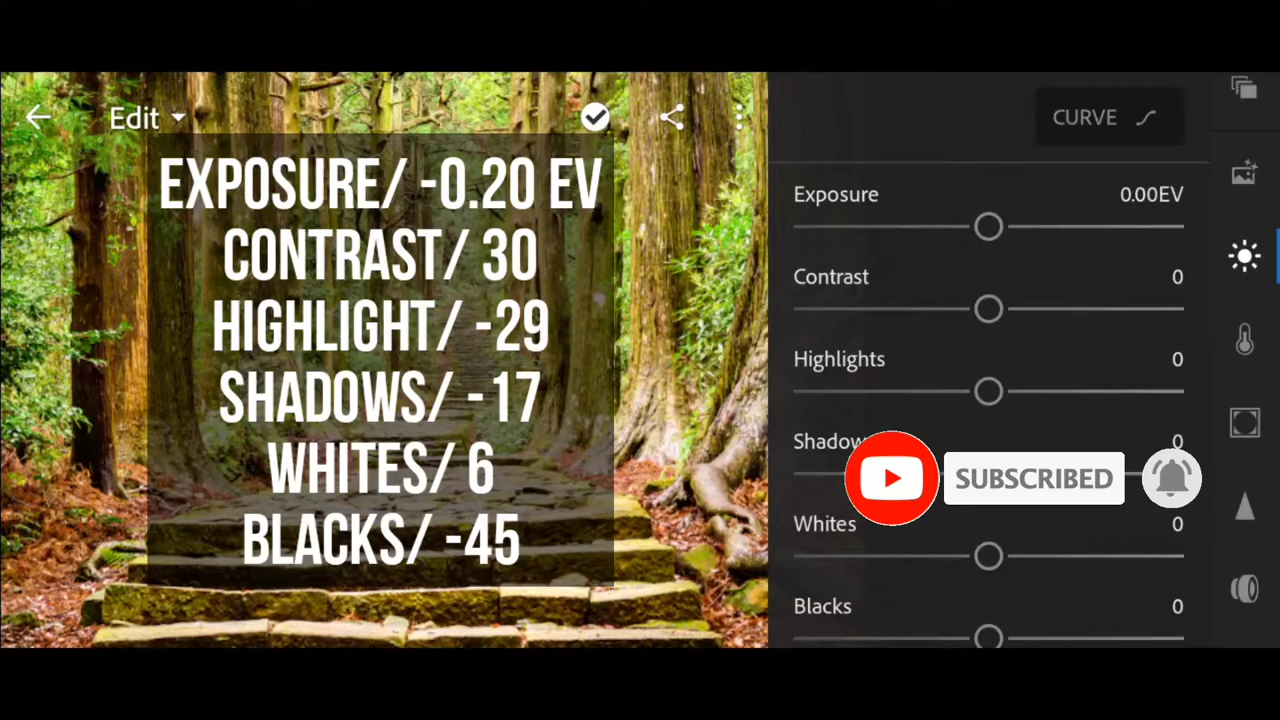 Edit
EXPOSURE/ -0.20 EV
CONTRAST/ 30
HIGHLIGHT/ -29
SHADOWS/ -17
WHITES/ 6
BLACKS/ -45
CURVE
Exposure 0.00EV
Contrast 0
Highlights 0
Shadow 0
SUBSCRIBED
Whites 0
Blacks 0